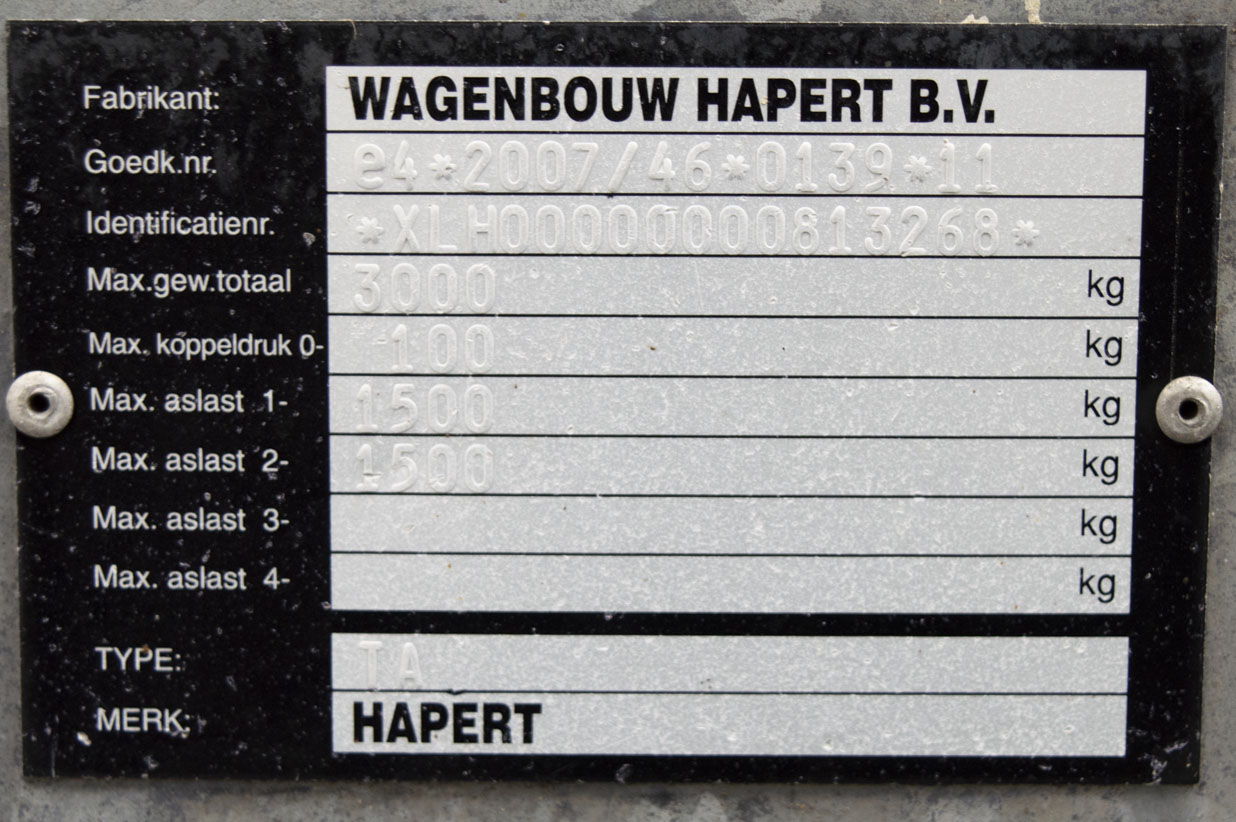 Fabrikant: WAGENBOUW HAPERT B.V.
Goedk.nr. e4*2007/46*0139*11
Identificatienr. *XLH00000000813268*
Max.gew.totaal 3000 kg
Max. koppeldruk 0- 100 kg
Max. aslast 1- 1500 kg
Max. aslast 2- 1500 kg
Max. aslast 3- kg
Max. aslast 4- kg
TYPE: TA
MERK: HAPERT